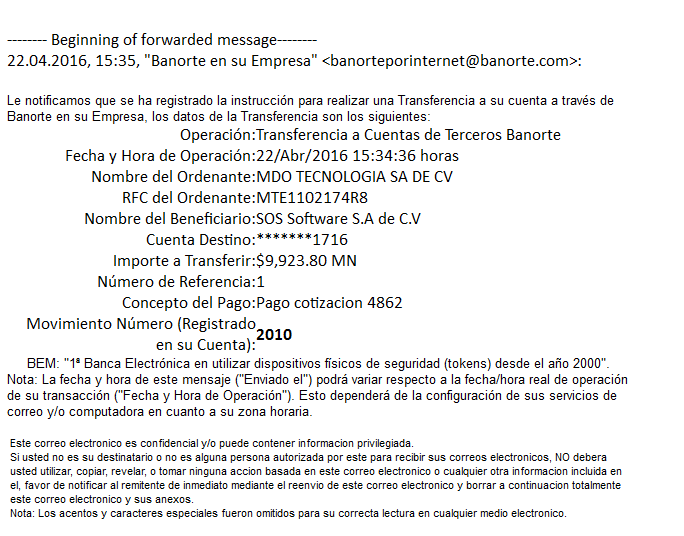 -------- Beginning of forwarded message--------
22.04.2016, 15:35, "Banorte en su Empresa" <banorteporinternet@banorte.com>:
Le notificamos que se ha registrado la instrucción para realizar una Transferencia a su cuenta a través de
Banorte en su Empresa, los datos de la Transferencia son los siguientes:
Operación:Transferencia a Cuentas de Terceros Banorte
Fecha y Hora de Operación:22/Abr/2016 15:34:36 horas
Nombre del Ordenante:MDO TECNOLOGIA SA DE CV
RFC del Ordenante:MTE1102174R8
Nombre del Beneficiario:SOS Software S.A de C.V
Cuenta Destino:*******1716
Importe a Transferir:$9,923.80 MN
Número de Referencia:1
Concepto del Pago:Pago cotizacion 4862
Movimiento Número (Registrado
en su Cuenta):2010
BEM: "1ª Banca Electrónica en utilizar dispositivos físicos de seguridad (tokens) desde el año 2000".
Nota: La fecha y hora de este mensaje ("Enviado el") podrá variar respecto a la fecha/hora real de operación
de su transacción ("Fecha y Hora de Operación"). Esto dependerá de la configuración de sus servicios de
correo y/o computadora en cuanto a su zona horaria.
Este correo electronico es confidencial y/o puede contener informacion privilegiada.
Si usted no es su destinatario o no es alguna persona autorizada por este para recibir sus correos electronicos, NO debera
usted utilizar, copiar, revelar, o tomar ninguna accion basada en este correo electronico o cualquier otra informacion incluida en
el, favor de notificar al remitente de inmediato mediante el reenvio de este correo electronico y borrar a continuacion totalmente
este correo electronico y sus anexos.
Nota: Los acentos y caracteres especiales fueron omitidos para su correcta lectura en cualquier medio electronico.